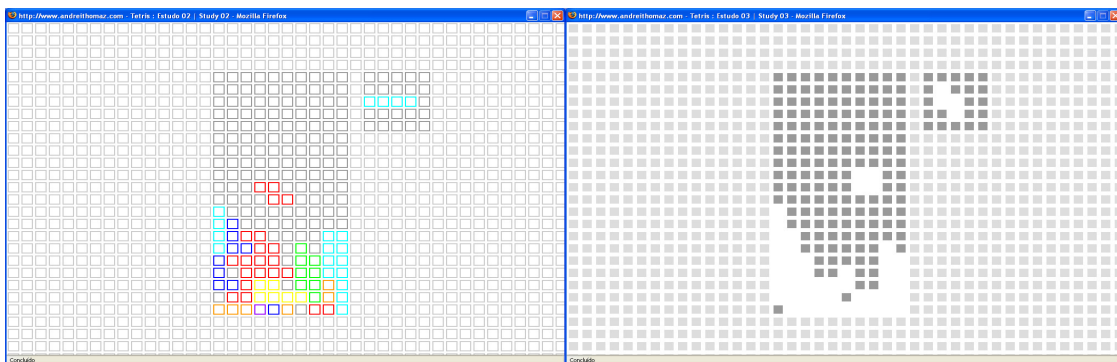 http://www.andreithomaz.com - Tetris : Estudo 02 | Study 02 - Mozilla Firefox
http://www.andreithomaz.com - Tetris : Estudo 03 | Study 03 - Mozilla Firefox
Concluído
Concluído